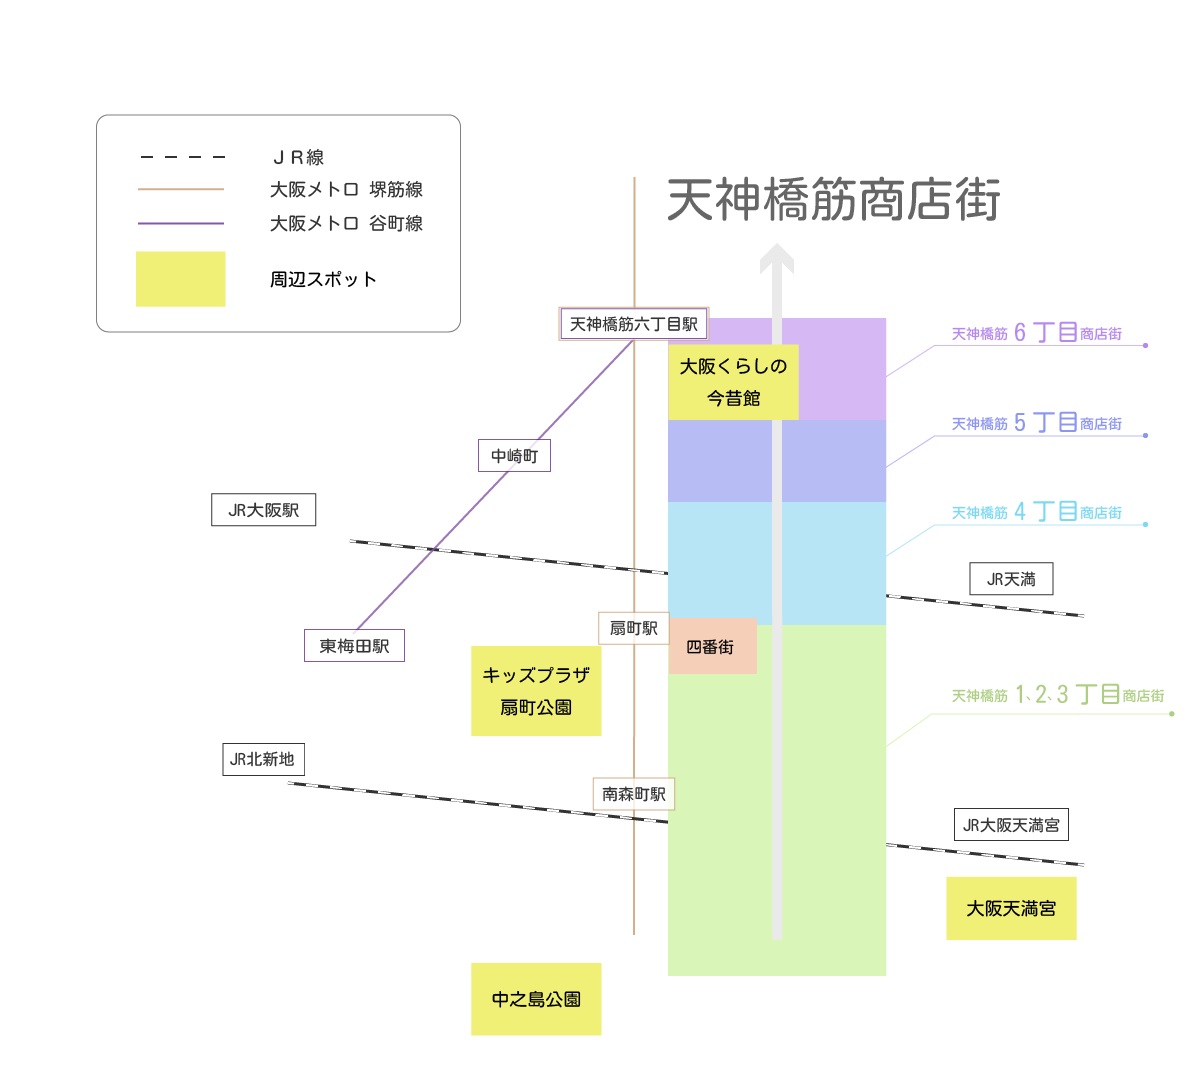 JR線
大阪メトロ 堺筋線
大阪メトロ 谷町線
周辺スポット
天神橋筋商店街
天神橋筋六丁目駅
天神橋筋 6 丁目 商店街
大阪くらしの
今昔館
天神橋筋 5 丁目 商店街
中崎町
JR大阪駅
天神橋筋 4 丁目 商店街
JR天満
扇町駅
東梅田駅
四番街
キッズプラザ
扇町公園
天神橋筋 1、2、3 丁目 商店街
JR北新地
南森町駅
JR大阪天満宮
大阪天満宮
中之島公園